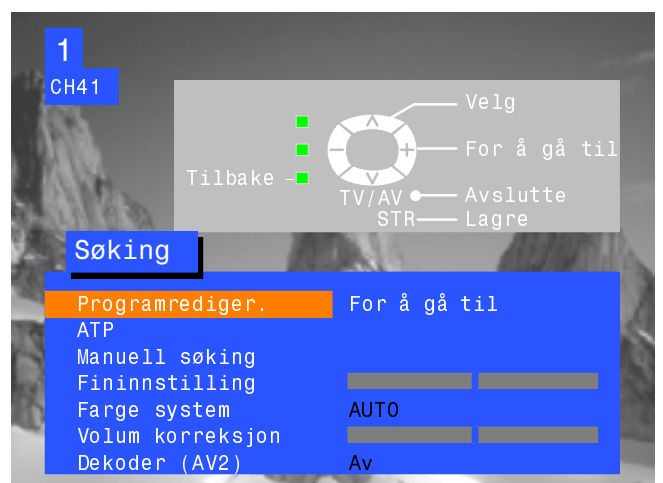 1
CH41
Velg
For å gå til
Tilbake
TV/AV Avslutte
STR Lagre
Søking
Programrediger. For å gå til
ATP
Manuell søking
Fininnstilling
Farge system AUTO
Volum korreksjon
Dekoder (AV2) Av